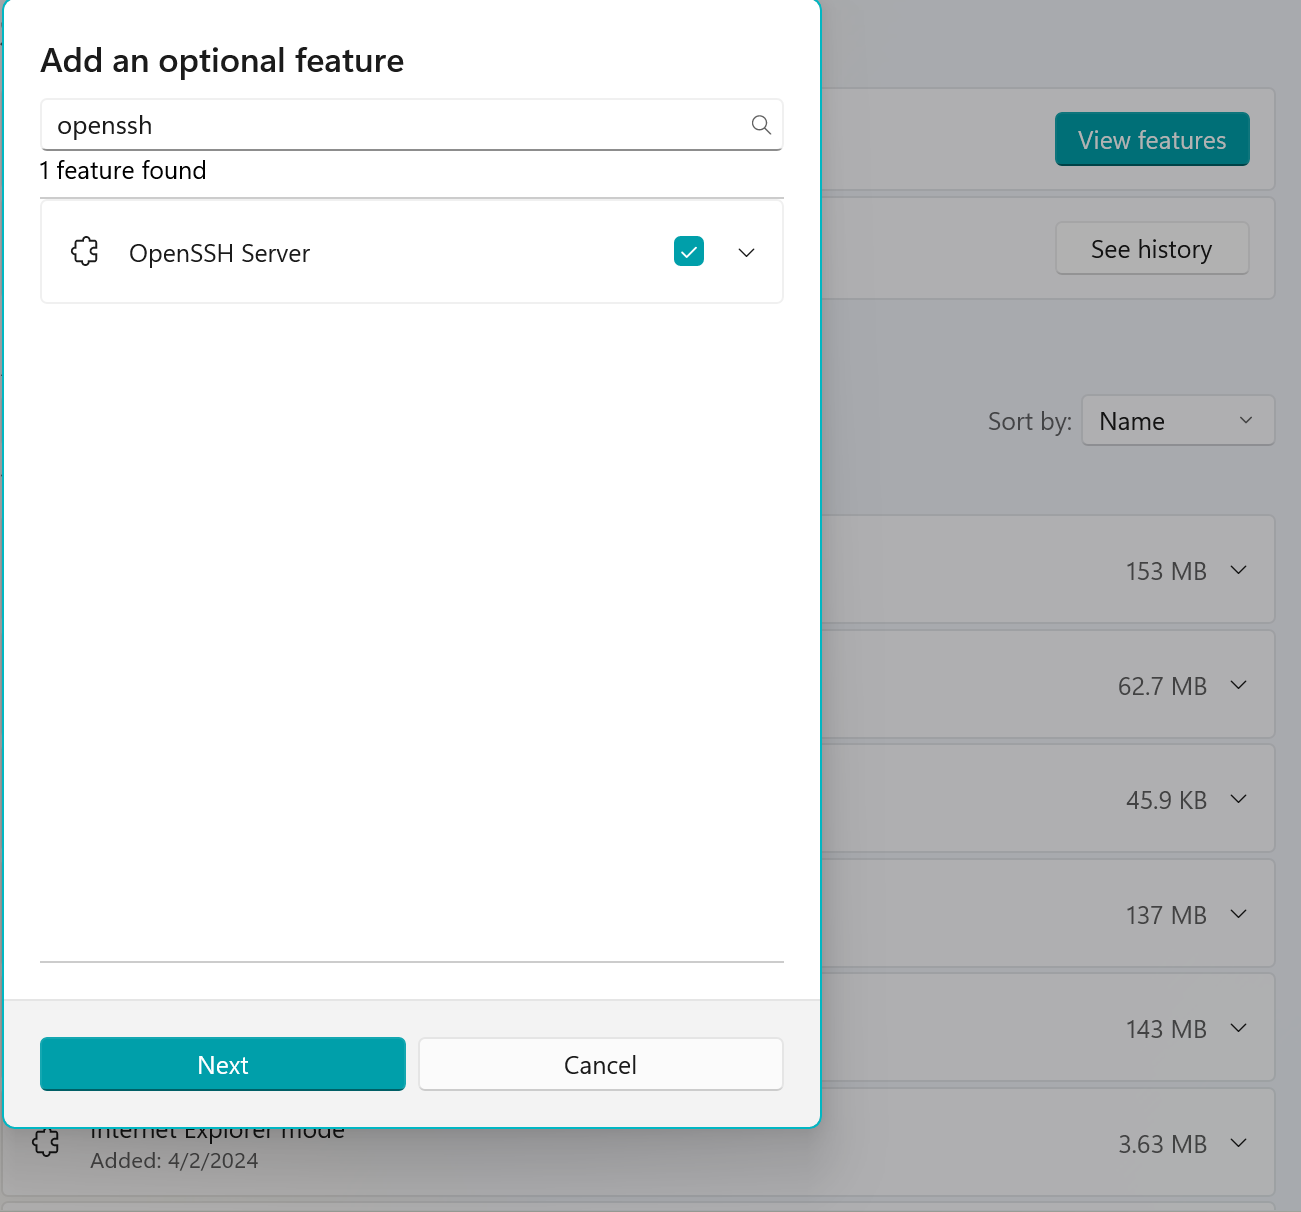 Add an optional feature
openssh
1 feature found
OpenSSH Server
Next
Cancel
View features
See history
Sort by:
Name
153 MB
62.7 MB
45.9 KB
137 MB
143 MB
Internet Explorer mode
Added: 4/2/2024
3.63 MB